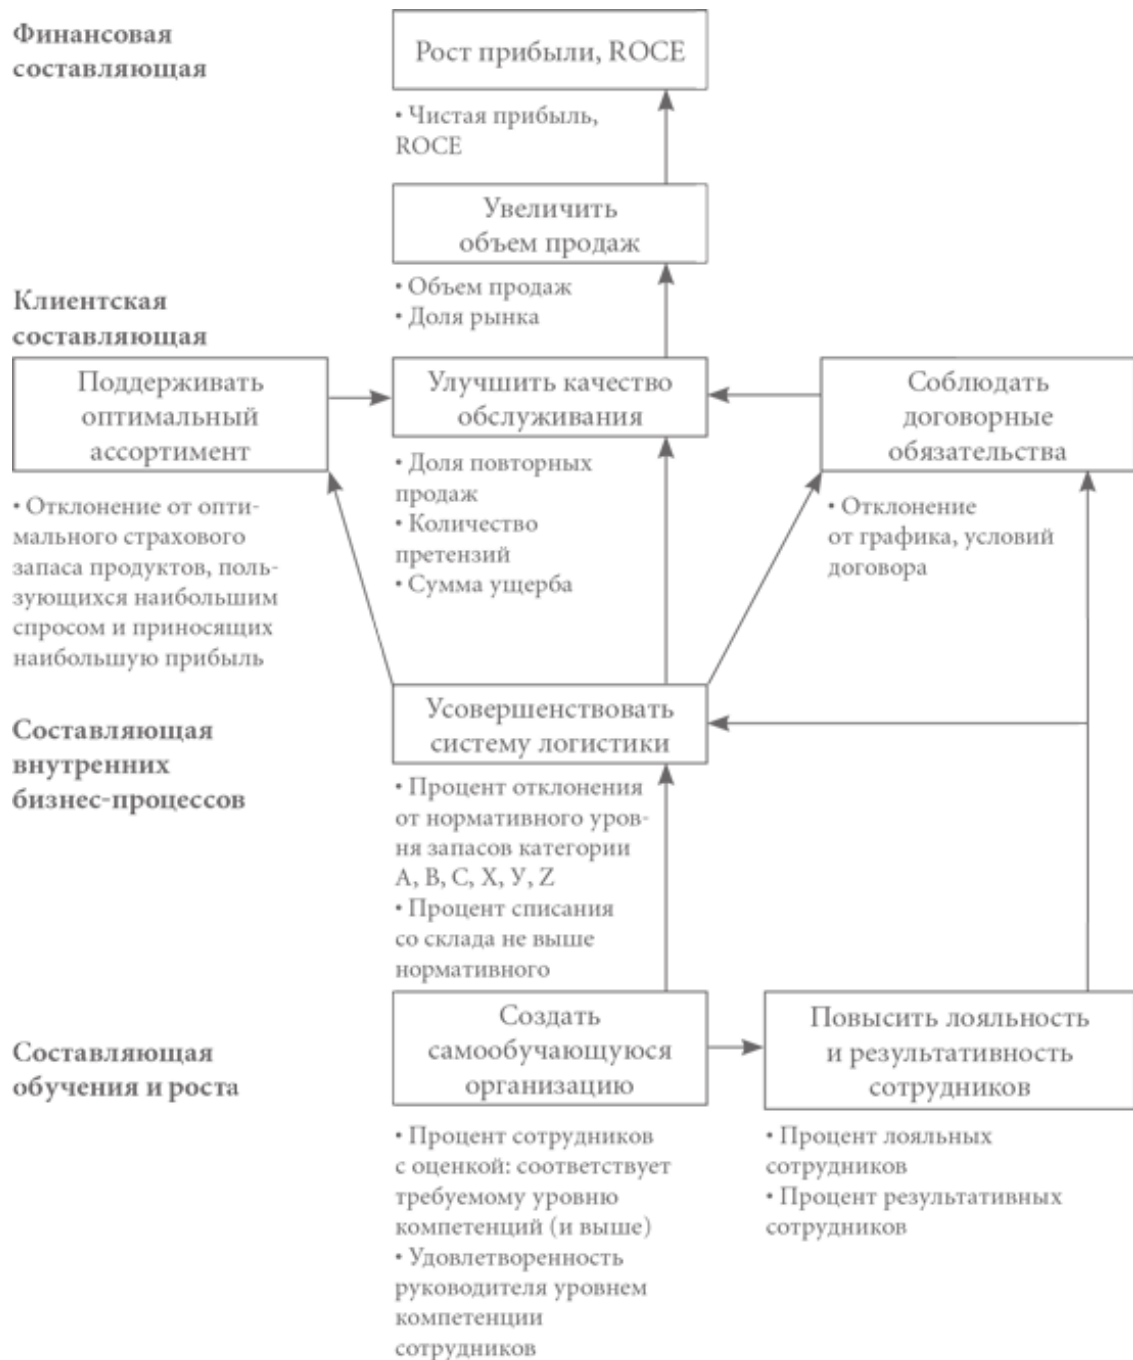 Финансовая
составляющая
Рост прибыли, ROCE
• Чистая прибыль,
ROCE
Увеличить
объем продаж
• Объем продаж
• Доля рынка
Клиентская
составляющая
Поддерживать
оптимальный
ассортимент
• Отклонение от опти-
мального страхового
запаса продуктов, поль-
зующихся наибольшим
спросом и приносящих
наибольшую прибыль
Улучшить качество
обслуживания
• Доля повторных
продаж
• Количество
претензий
• Сумма ущерба
Соблюдать
договорные
обязательства
• Отклонение
от графика, условий
договора
Составляющая
внутренних
бизнес-процессов
Усовершенствовать
систему логистики
• Процент отклонения
от нормативного уров-
ня запасов категории
А, В, С, Х, У, Z
• Процент списания
со склада не выше
нормативного
Составляющая
обучения и роста
Создать
самообучающуюся
организацию
• Процент сотрудников
с оценкой: соответствует
требуемому уровню
компетенций (и выше)
• Удовлетворенность
руководителя уровнем
компетенции
сотрудников
Повысить лояльность
и результативность
сотрудников
• Процент лояльных
сотрудников
• Процент результативных
сотрудников